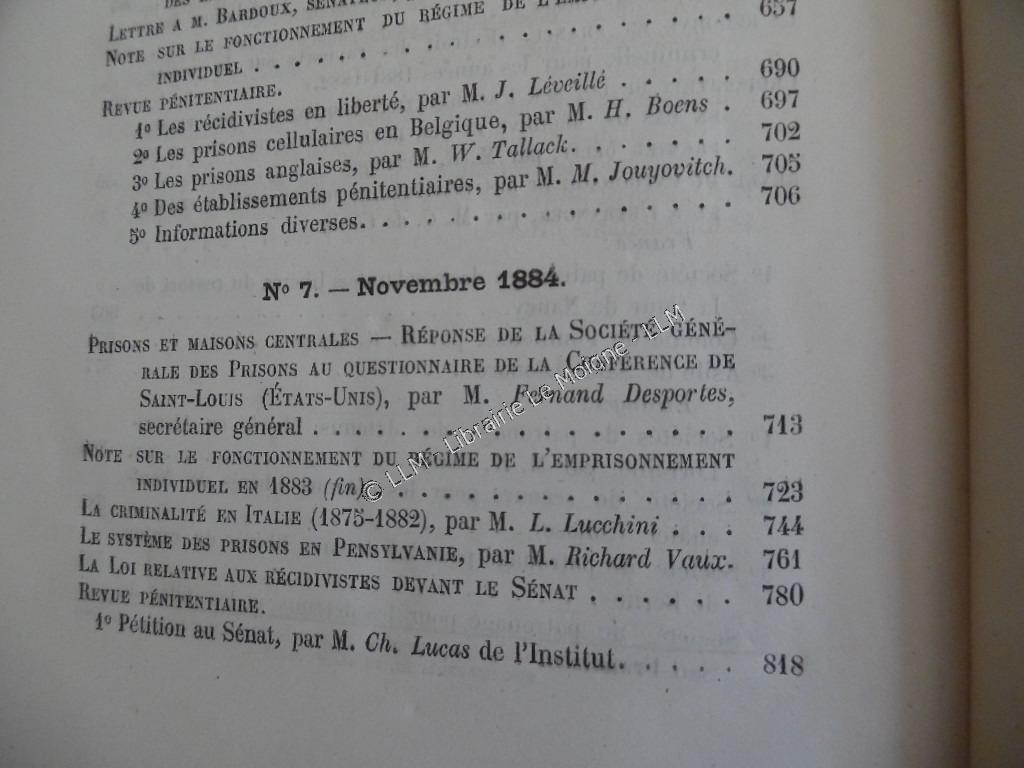 LETTRE A M. BARDOUX,
NOTE SUR LE FONCTIONNEMENT DU RÉGIME DE 657
INDIVIDUEL . . . . . . . . . . . . . . .
REVUE PÉNITENTIAIRE.
1º Les récidivistes en liberté, par M. J. Léveillé . . . . . 690
2º Les prisons cellulaires en Belgique, par M. H. Boens . 697
3º Les prisons anglaises, par M. W. Tallack. . . . . . . 702
4º Des établissements pénitentiaires, par M. M. Jouyovitch. 705
5º Informations diverses. . . . . . . . . . . . . . 706
Nº 7. — Novembre 1884.
PRISONS ET MAISONS CENTRALES — RÉPONSE DE LA SOCIÉTÉ GÉNÉ-
RALE DES PRISONS AU QUESTIONNAIRE DE LA CONFÉRENCE DE
SAINT-LOUIS (ÉTATS-UNIS), par M. Fernand Desportes,
secrétaire général . . . . . . . . . . . . . . . . 713
NOTE SUR LE FONCTIONNEMENT DU RÉGIME DE L'EMPRISONNEMENT
INDIVIDUEL EN 1883 (fin). . . . . . . . . . . . . . 723
LA CRIMINALITÉ EN ITALIE (1875-1882), par M. L. Lucchini . . . 744
LE SYSTÈME DES PRISONS EN PENSYLVANIE, par M. Richard Vaux. 761
LA LOI RELATIVE AUX RÉCIDIVISTES DEVANT LE SÉNAT . . . . . . 780
REVUE PÉNITENTIAIRE.
1º Pétition au Sénat, par M. Ch. Lucas de l'Institut. . . . . 818
© LLM - Librairie Le Moigne - LLM